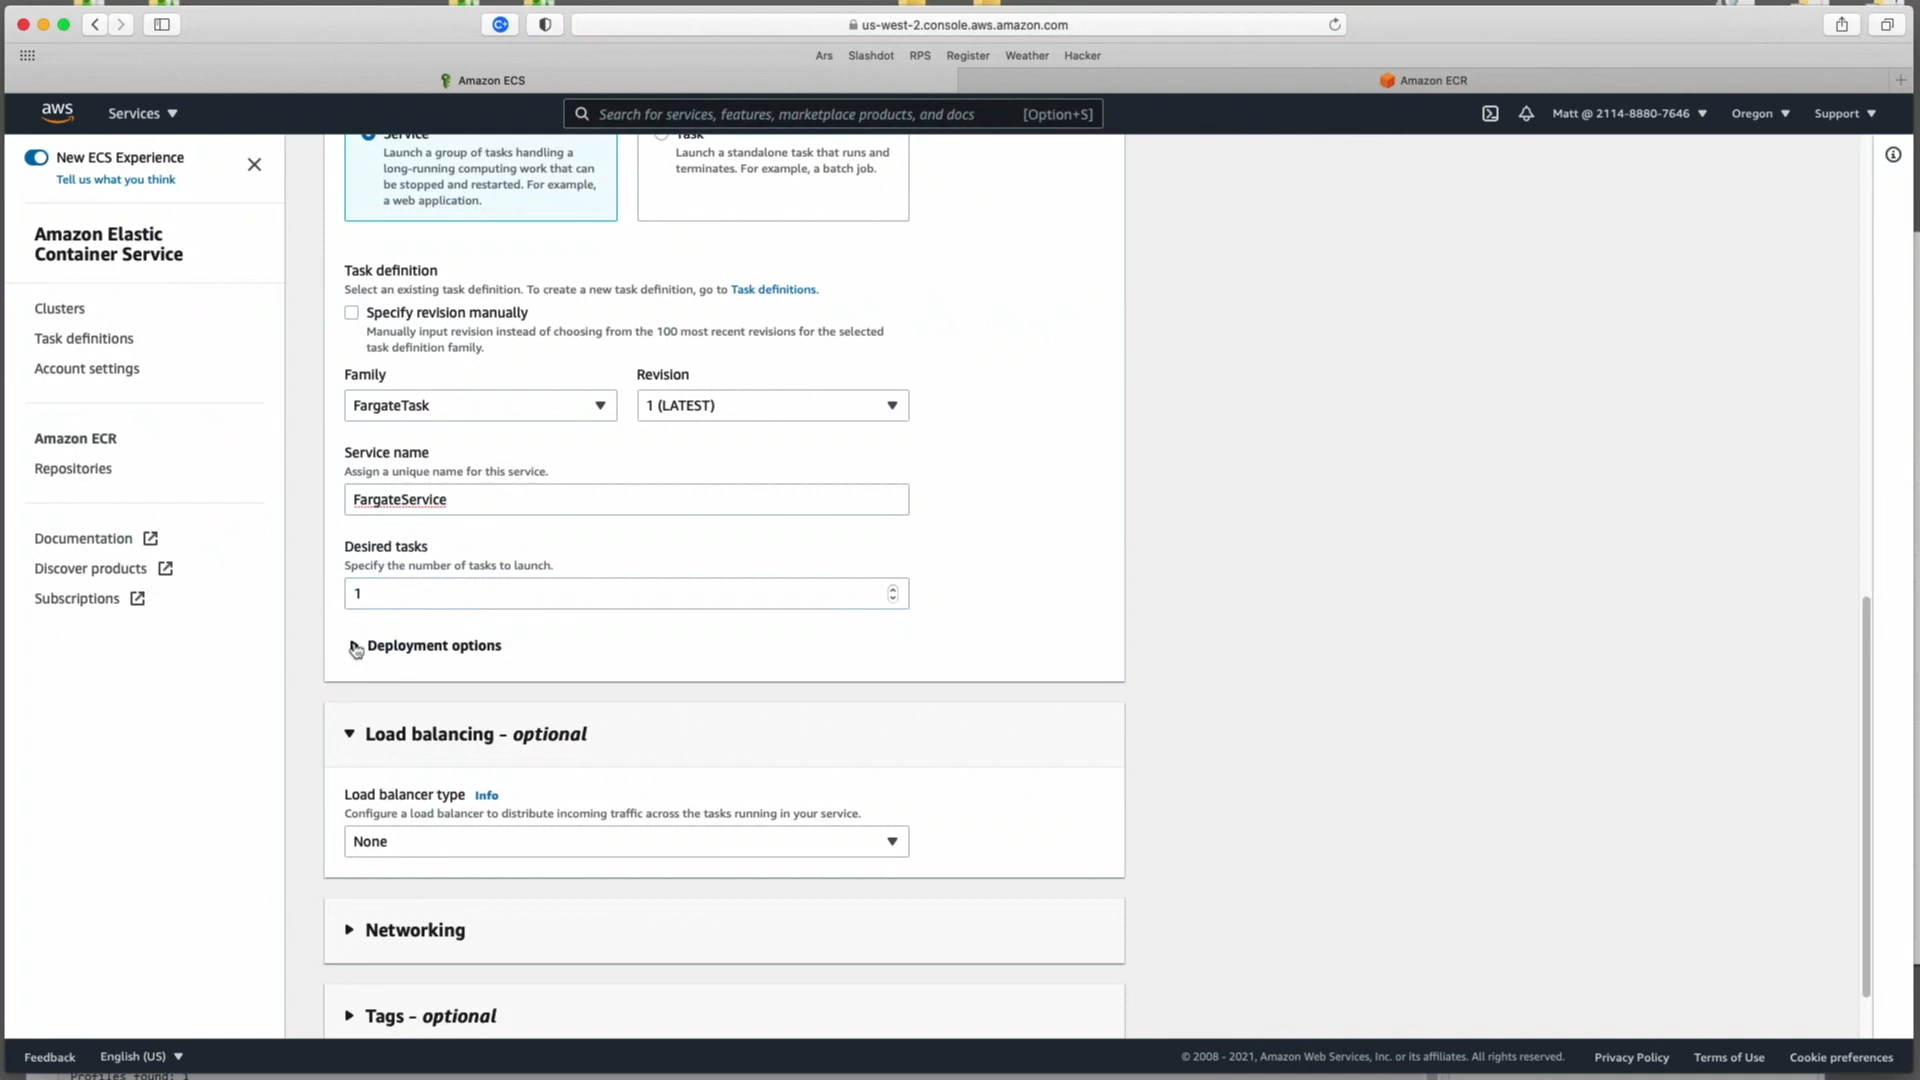 us-west-2.console.aws.amazon.com
Ars Slashdot RPS Register Weather Hacker
Amazon ECS
Amazon ECR
aws
Services
Search for services, features, marketplace products, and docs [Option+S]
Matt @ 2114-8880-7646
Oregon
Support
New ECS Experience
Tell us what you think
Amazon Elastic
Container Service
Clusters
Task definitions
Account settings
Amazon ECR
Repositories
Documentation
Discover products
Subscriptions
Service
Launch a group of tasks handling a
long-running computing work that can
be stopped and restarted. For example,
a web application.
Task
Launch a standalone task that runs and
terminates. For example, a batch job.
Task definition
Select an existing task definition. To create a new task definition, go to Task definitions.
Specify revision manually
Manually input revision instead of choosing from the 100 most recent revisions for the selected
task definition family.
Family
FargateTask
Revision
1 (LATEST)
Service name
Assign a unique name for this service.
FargateService
Desired tasks
Specify the number of tasks to launch.
1
Deployment options
Load balancing - optional
Load balancer type Info
Configure a load balancer to distribute incoming traffic across the tasks running in your service.
None
Networking
Tags - optional
Feedback
English (US)
© 2008 - 2021, Amazon Web Services, Inc. or its affiliates. All rights reserved.
Privacy Policy
Terms of Use
Cookie preferences
Profiles found: 1